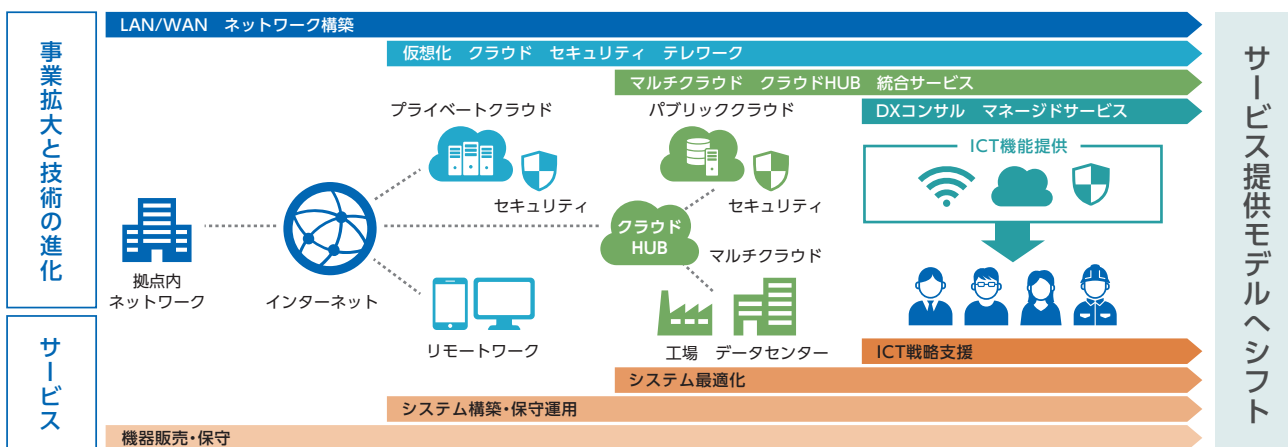 事業拡大と技術の進化
LAN/WAN ネットワーク構築
仮想化 クラウド セキュリティ テレワーク
マルチクラウド クラウドHUB 統合サービス
DXコンサル マネージドサービス
プライベートクラウド
セキュリティ
パブリッククラウド
セキュリティ
ICT機能提供
拠点内
ネットワーク
インターネット
クラウド
HUB
マルチクラウド
リモートワーク
工場 データセンター
サービス
ICT戦略支援
システム最適化
システム構築・保守運用
機器販売・保守
サービス提供モデルへシフト